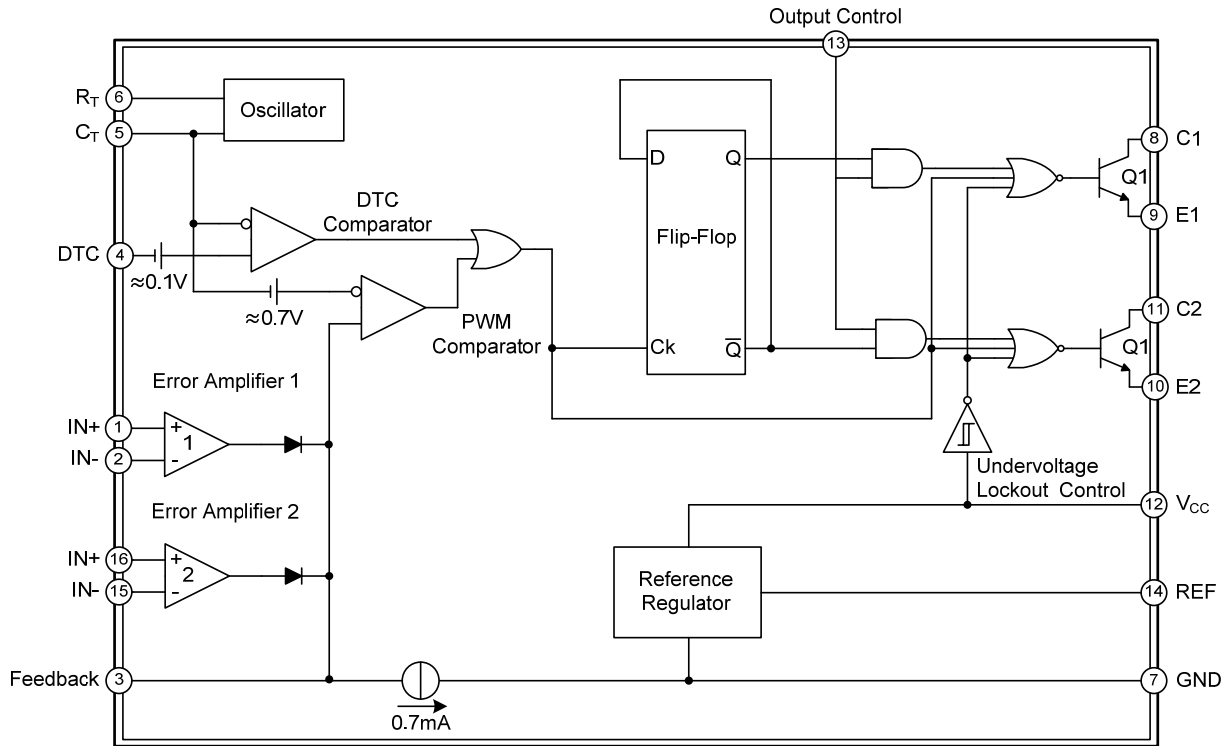 Output Control
13
R_T 6
Oscillator
C_T 5
D Q
8 C1
Q1
DTC
Comparator
9 E1
DTC 4
≈0.1V
Flip-Flop
≈0.7V
PWM
Comparator
Ck Q̅
11 C2
Q1
10 E2
Error Amplifier 1
IN+ 1
+
1
IN- 2
-
Undervoltage
Lockout Control
12 V_CC
Error Amplifier 2
IN+ 16
+
2
IN- 15
-
Reference
Regulator
14 REF
Feedback 3
0.7mA
7 GND